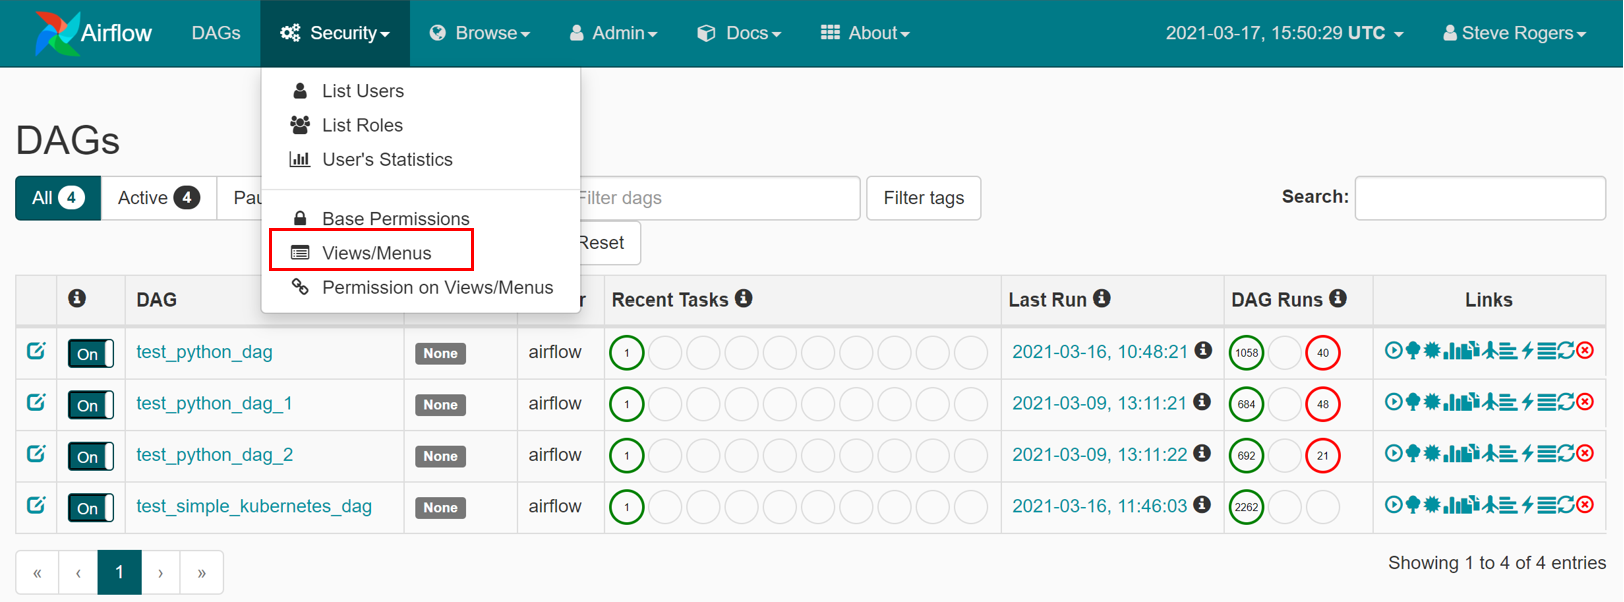 Airflow DAGs Security Browse Admin Docs About 2021-03-17, 15:50:29 UTC Steve Rogers
List Users
List Roles
User's Statistics
Base Permissions
Views/Menus
Permission on Views/Menus
DAGs
All 4 Active 4 Pau Filter dags Filter tags Search:
Reset
DAG r Recent Tasks Last Run DAG Runs Links
On test_python_dag None airflow 1 2021-03-16, 10:48:21 1058 40
On test_python_dag_1 None airflow 1 2021-03-09, 13:11:21 684 48
On test_python_dag_2 None airflow 1 2021-03-09, 13:11:22 692 21
On test_simple_kubernetes_dag None airflow 1 2021-03-16, 11:46:03 2262
« ‹ 1 › » Showing 1 to 4 of 4 entries